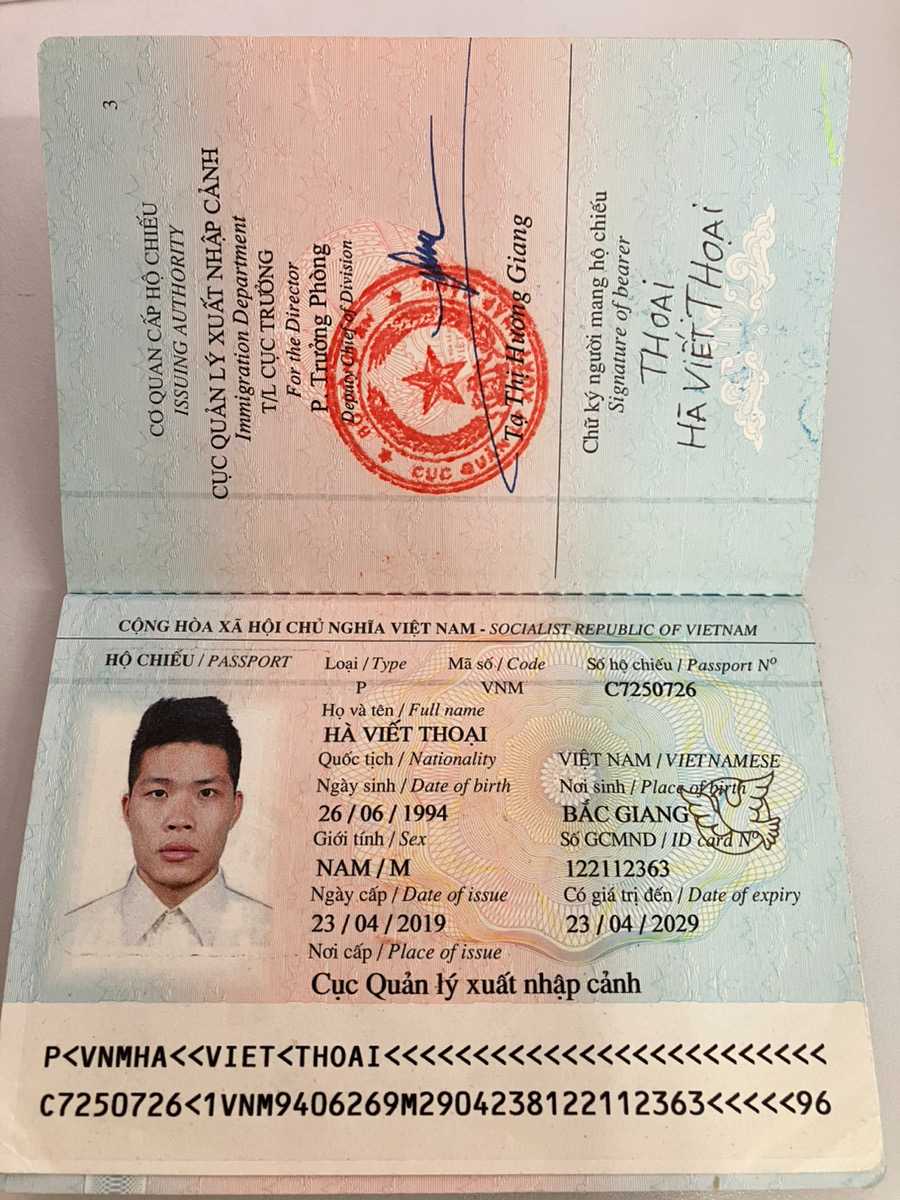 3
CƠ QUAN CẤP HỘ CHIẾU
ISSUING AUTHORITY
CỤC QUẢN LÝ XUẤT NHẬP CẢNH
Immigration Department
T/L CỤC TRƯỞNG
For the Director
P. Trưởng Phòng
Deputy Chief of Division
CỤC QUẢN
Tạ Thị Hương Giang
Chữ ký người mang hộ chiếu
Signature of bearer
THOẠI
HÀ VIẾT THOẠI
CỘNG HÒA XÃ HỘI CHỦ NGHĨA VIỆT NAM - SOCIALIST REPUBLIC OF VIETNAM
HỘ CHIẾU / PASSPORT Loại / Type Mã số / Code Số hộ chiếu / Passport Nº
P VNM C7250726
Họ và tên / Full name
HÀ VIẾT THOẠI
Quốc tịch / Nationality VIỆT NAM / VIETNAMESE
Ngày sinh / Date of birth Nơi sinh / Place of birth
26 / 06 / 1994 BẮC GIANG
Giới tính / Sex Số GCMND / ID card Nº
NAM / M 122112363
Ngày cấp / Date of issue Có giá trị đến / Date of expiry
23 / 04 / 2019 23 / 04 / 2029
Nơi cấp / Place of issue
Cục Quản lý xuất nhập cảnh
P<VNMHA<<VIET<THOAI<<<<<<<<<<<<<<<<<<<<<<<<<
C7250726<1VNM9406269M2904238122112363<<<<<96